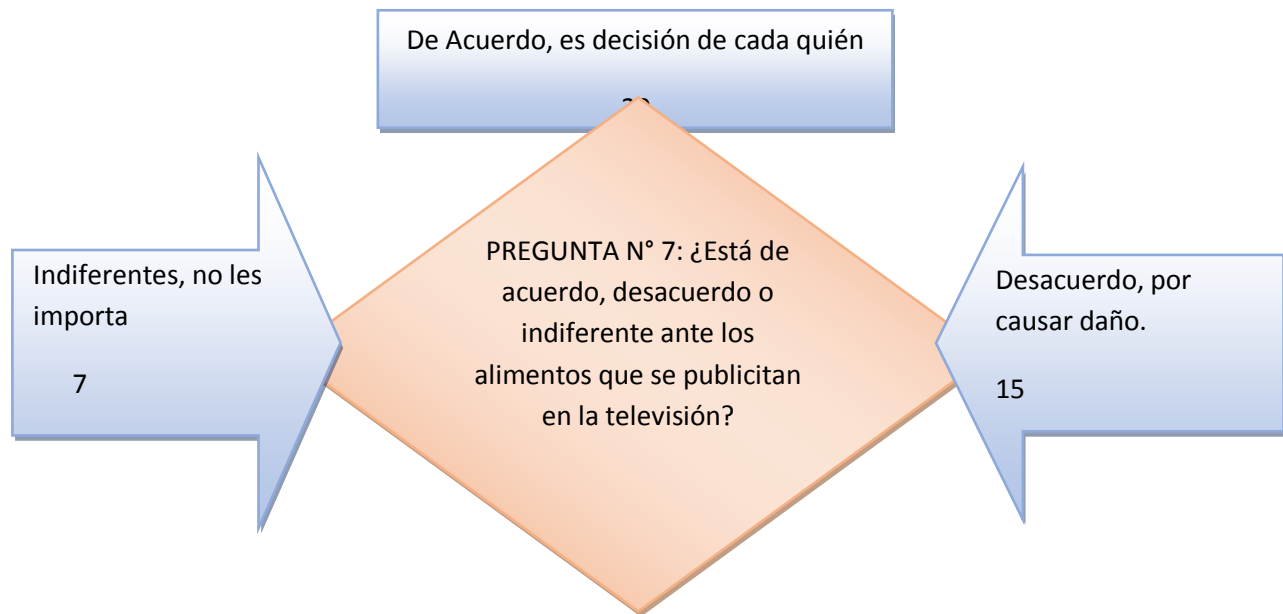 De Acuerdo, es decisión de cada quién
Indiferentes, no les
importa
7
PREGUNTA N° 7: ¿Está de
acuerdo, desacuerdo o
indiferente ante los
alimentos que se publicitan
en la televisión?
Desacuerdo, por
causar daño.
15